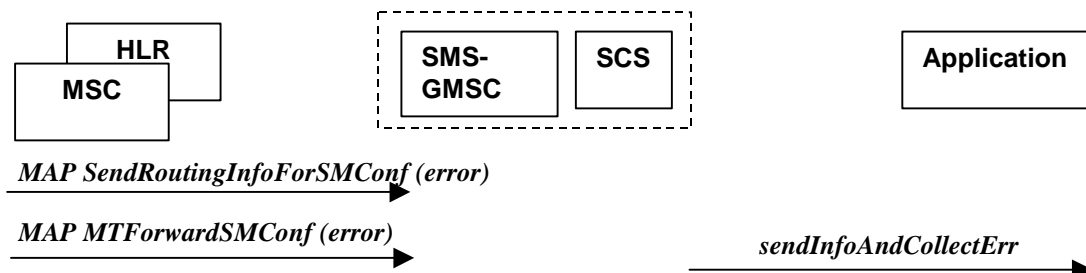 HLR
MSC
SMS-
GMSC
SCS
Application
MAP SendRoutingInfoForSMConf (error)
MAP MTForwardSMConf (error)
sendInfoAndCollectErr